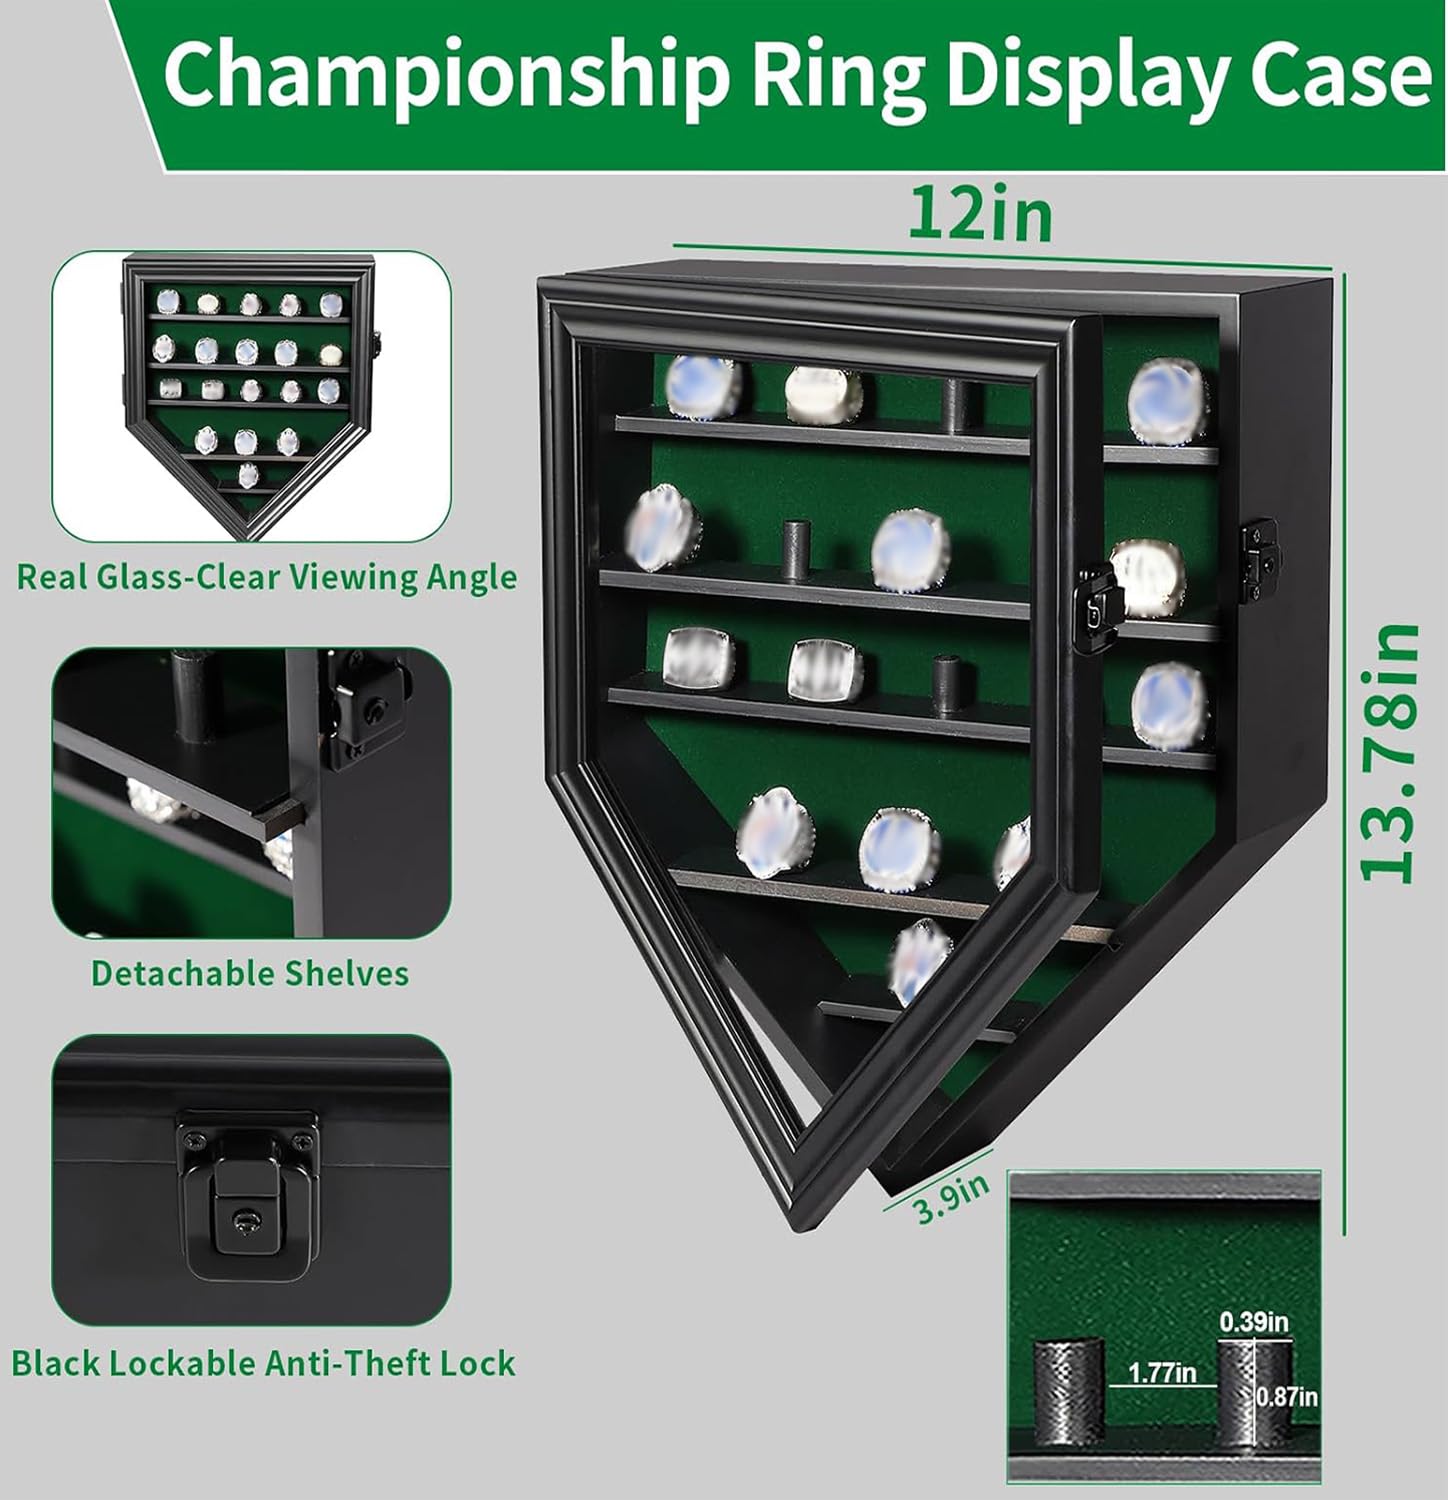 Championship Ring Display Case
12in
Real Glass-Clear Viewing Angle
13.78in
Detachable Shelves
3.9in
0.39in
1.77in
0.87in
Black Lockable Anti-Theft Lock